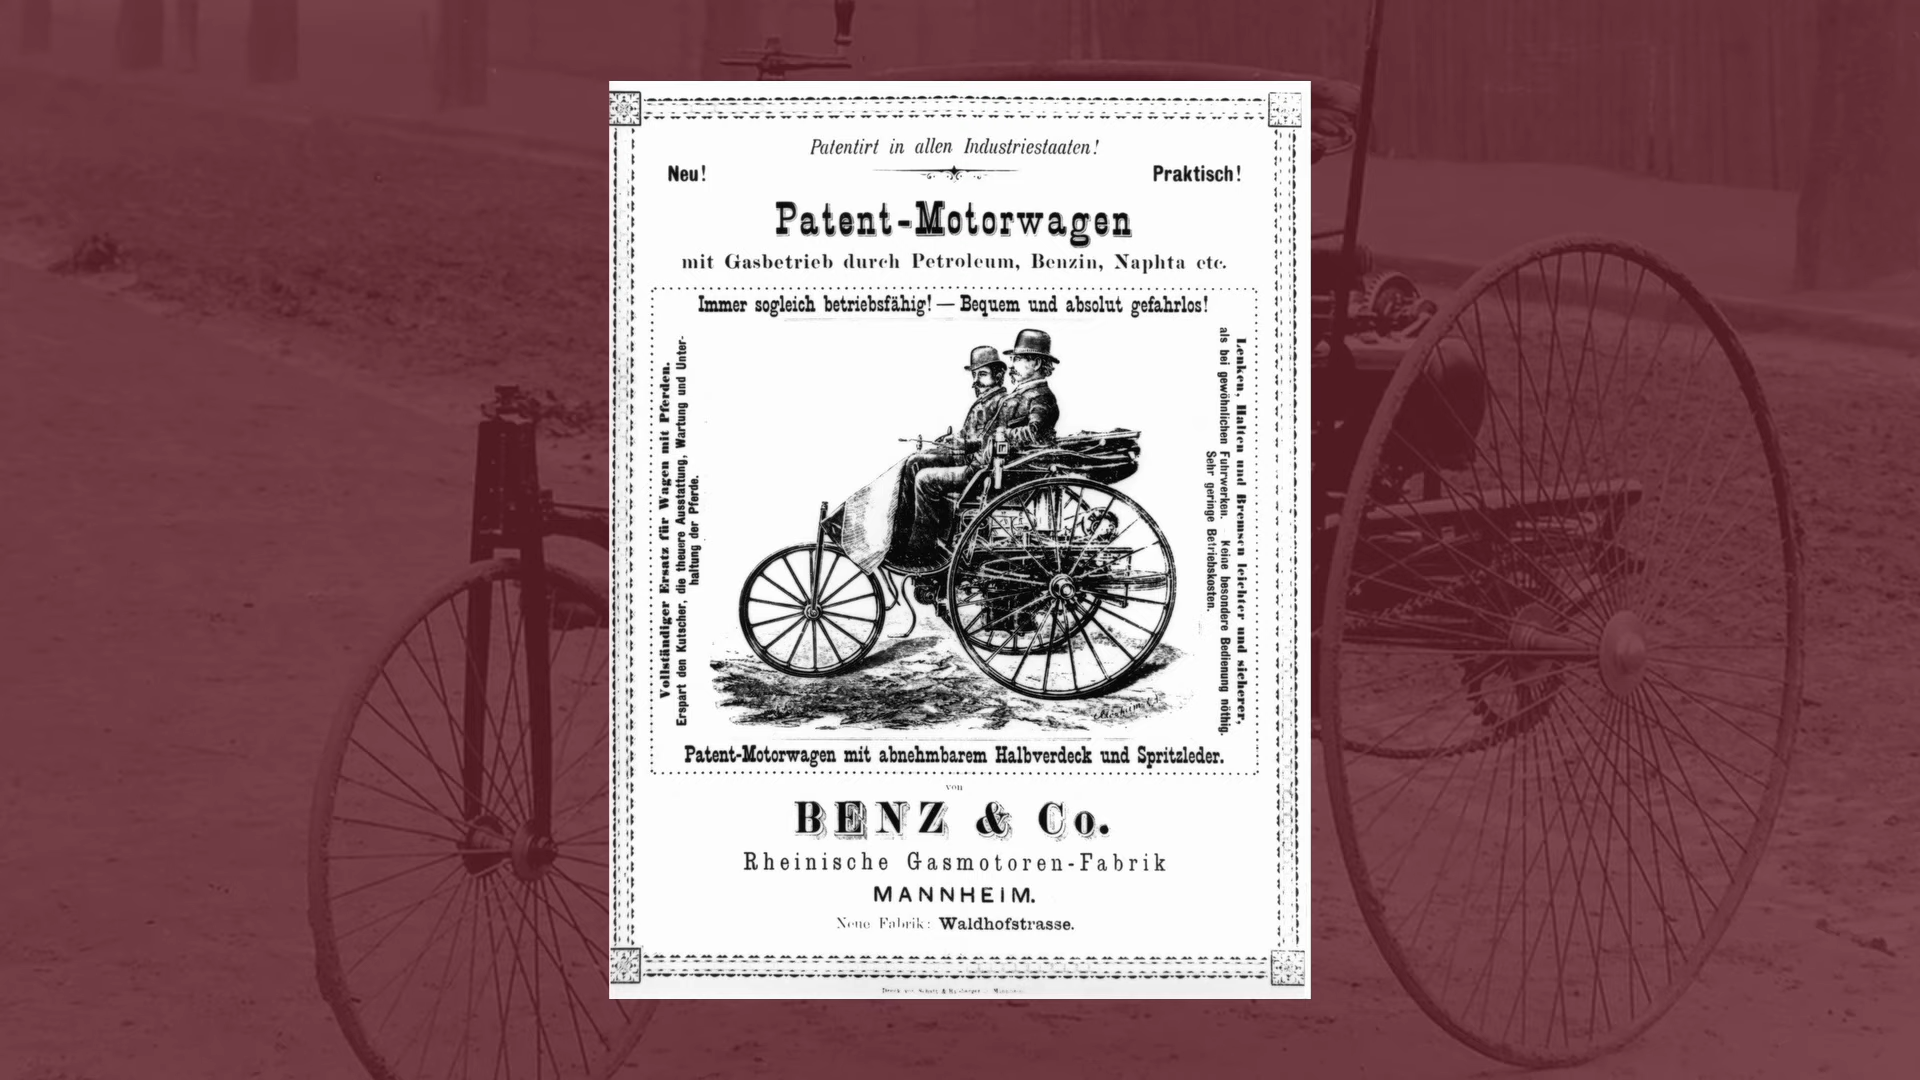 Patentirt in allen Industriestaaten!
Neu!
Praktisch!
Patent-Motorwagen
mit Gasbetrieb durch Petroleum, Benzin, Naphta etc.
Immer sogleich betriebsfähig! — Bequem und absolut gefahrlos!
Vollständiger Ersatz für Wagen mit Pferden.
Erspart den Kutscher, die theuere Ausstattung, Wartung und Unter-
haltung der Pferde.
Lenken, Halten und Bremsen leichter und sicherer,
als bei gewöhnlichen Fuhrwerken. Keine besondere Bedienung nöthig.
Sehr geringe Betriebskosten.
Patent-Motorwagen mit abnehmbarem Halbverdeck und Spritzleder.
von
BENZ & Co.
Rheinische Gasmotoren-Fabrik
MANNHEIM.
Neue Fabrik: Waldhofstrasse.